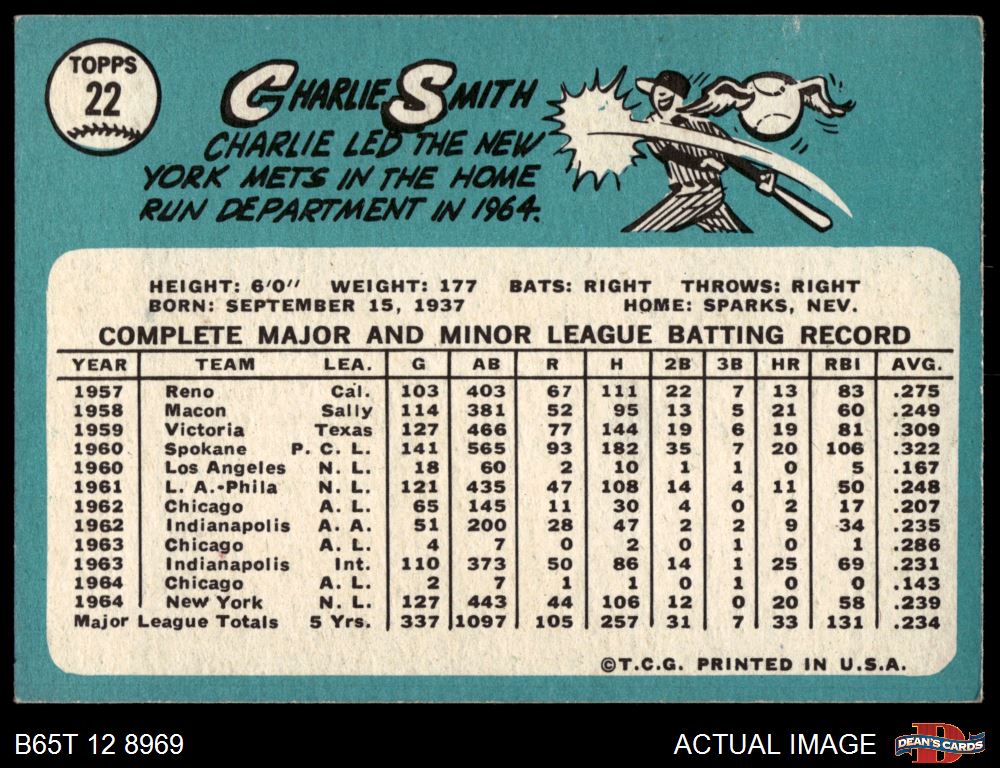 TOPPS
22
CHARLIE SMITH
CHARLIE LED THE NEW
YORK METS IN THE HOME
RUN DEPARTMENT IN 1964.
HEIGHT: 6'0" WEIGHT: 177 BATS: RIGHT THROWS: RIGHT
BORN: SEPTEMBER 15, 1937 HOME: SPARKS, NEV.
COMPLETE MAJOR AND MINOR LEAGUE BATTING RECORD
YEAR TEAM LEA. G AB R H 2B 3B HR RBI AVG.
1957 Reno Cal. 103 403 67 111 22 7 13 83 .275
1958 Macon Sally 114 381 52 95 13 5 21 60 .249
1959 Victoria Texas 127 466 77 144 19 6 19 81 .309
1960 Spokane P. C. L. 141 565 93 182 35 7 20 106 .322
1960 Los Angeles N. L. 18 60 2 10 1 1 0 5 .167
1961 L. A.-Phila N. L. 121 435 47 108 14 4 11 50 .248
1962 Chicago A. L. 65 145 11 30 4 0 2 17 .207
1962 Indianapolis A. A. 51 200 28 47 2 2 9 34 .235
1963 Chicago A. L. 4 7 0 2 0 1 0 1 .286
1963 Indianapolis Int. 110 373 50 86 14 1 25 69 .231
1964 Chicago A. L. 2 7 1 1 0 1 0 0 .143
1964 New York N. L. 127 443 44 106 12 0 20 58 .239
Major League Totals 5 Yrs. 337 1097 105 257 31 7 33 131 .234
©T.C.G. PRINTED IN U.S.A.
B65T 12 8969
ACTUAL IMAGE
D
DEAN'S CARDS